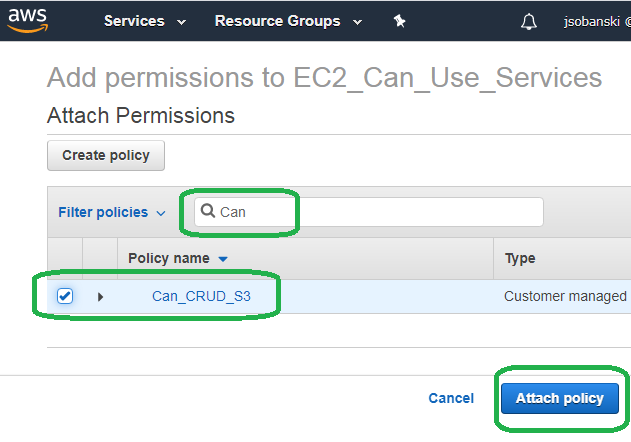 aws Services Resource Groups jsobanski @
Add permissions to EC2_Can_Use_Services
Attach Permissions
Create policy
Filter policies Can
Policy name Type
Can_CRUD_S3 Customer managed
Cancel Attach policy